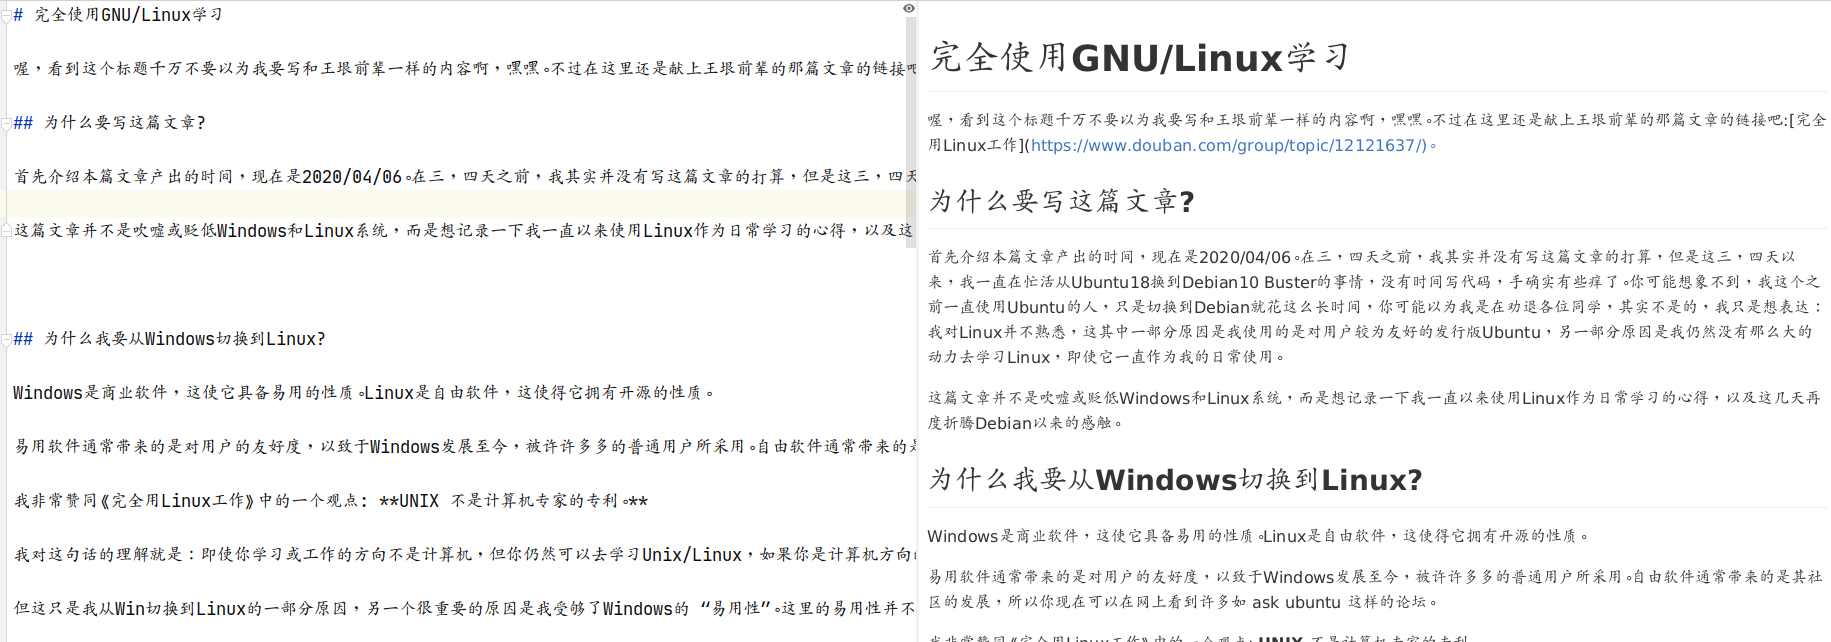 # 完全使用GNU/Linux学习
喔，看到这个标题千万不要以为我要写和王垠前辈一样的内容啊，嘿嘿。不过在这里还是献上王垠前辈的那篇文章的链接吧
## 为什么要写这篇文章?
首先介绍本篇文章产出的时间，现在是2020/04/06。在三，四天之前，我其实并没有写这篇文章的打算，但是这三，四天
这篇文章并不是吹嘘或贬低Windows和Linux系统，而是想记录一下我一直以来使用Linux作为日常学习的心得，以及这
## 为什么我要从Windows切换到Linux?
Windows是商业软件，这使它具备易用的性质。Linux是自由软件，这使得它拥有开源的性质。
易用软件通常带来的是对用户的友好度，以致于Windows发展至今，被许许多多的普通用户所采用。自由软件通常带来的是
我非常赞同《完全用Linux工作》中的一个观点: **UNIX 不是计算机专家的专利。**
我对这句话的理解就是：即使你学习或工作的方向不是计算机，但你仍然可以去学习Unix/Linux，如果你是计算机方向的
但这只是我从Win切换到Linux的一部分原因，另一个很重要的原因是我受够了Windows的 “易用性”。这里的易用性并不
完全使用GNU/Linux学习
喔，看到这个标题千万不要以为我要写和王垠前辈一样的内容啊，嘿嘿。不过在这里还是献上王垠前辈的那篇文章的链接吧:[完全
用Linux工作](https://www.douban.com/group/topic/12121637/)。
为什么要写这篇文章?
首先介绍本篇文章产出的时间，现在是2020/04/06。在三，四天之前，我其实并没有写这篇文章的打算，但是这三，四天以
来，我一直在忙活从Ubuntu18换到Debian10 Buster的事情，没有时间写代码，手确实有些痒了。你可能想象不到，我这个之
前一直使用Ubuntu的人，只是切换到Debian就花这么长时间，你可能以为我是在劝退各位同学，其实不是的，我只是想表达：
我对Linux并不熟悉，这其中一部分原因是我使用的是对用户较为友好的发行版Ubuntu，另一部分原因是我仍然没有那么大的
动力去学习Linux，即使它一直作为我的日常使用。
这篇文章并不是吹嘘或贬低Windows和Linux系统，而是想记录一下我一直以来使用Linux作为日常学习的心得，以及这几天再
度折腾Debian以来的感触。
为什么我要从Windows切换到Linux?
Windows是商业软件，这使它具备易用的性质。Linux是自由软件，这使得它拥有开源的性质。
易用软件通常带来的是对用户的友好度，以致于Windows发展至今，被许许多多的普通用户所采用。自由软件通常带来的是其社
区的发展，所以你现在可以在网上看到许多如 ask ubuntu 这样的论坛。
我非常赞同《完全用Linux工作》中的一个观点: UNIX 不是计算机专家的专利